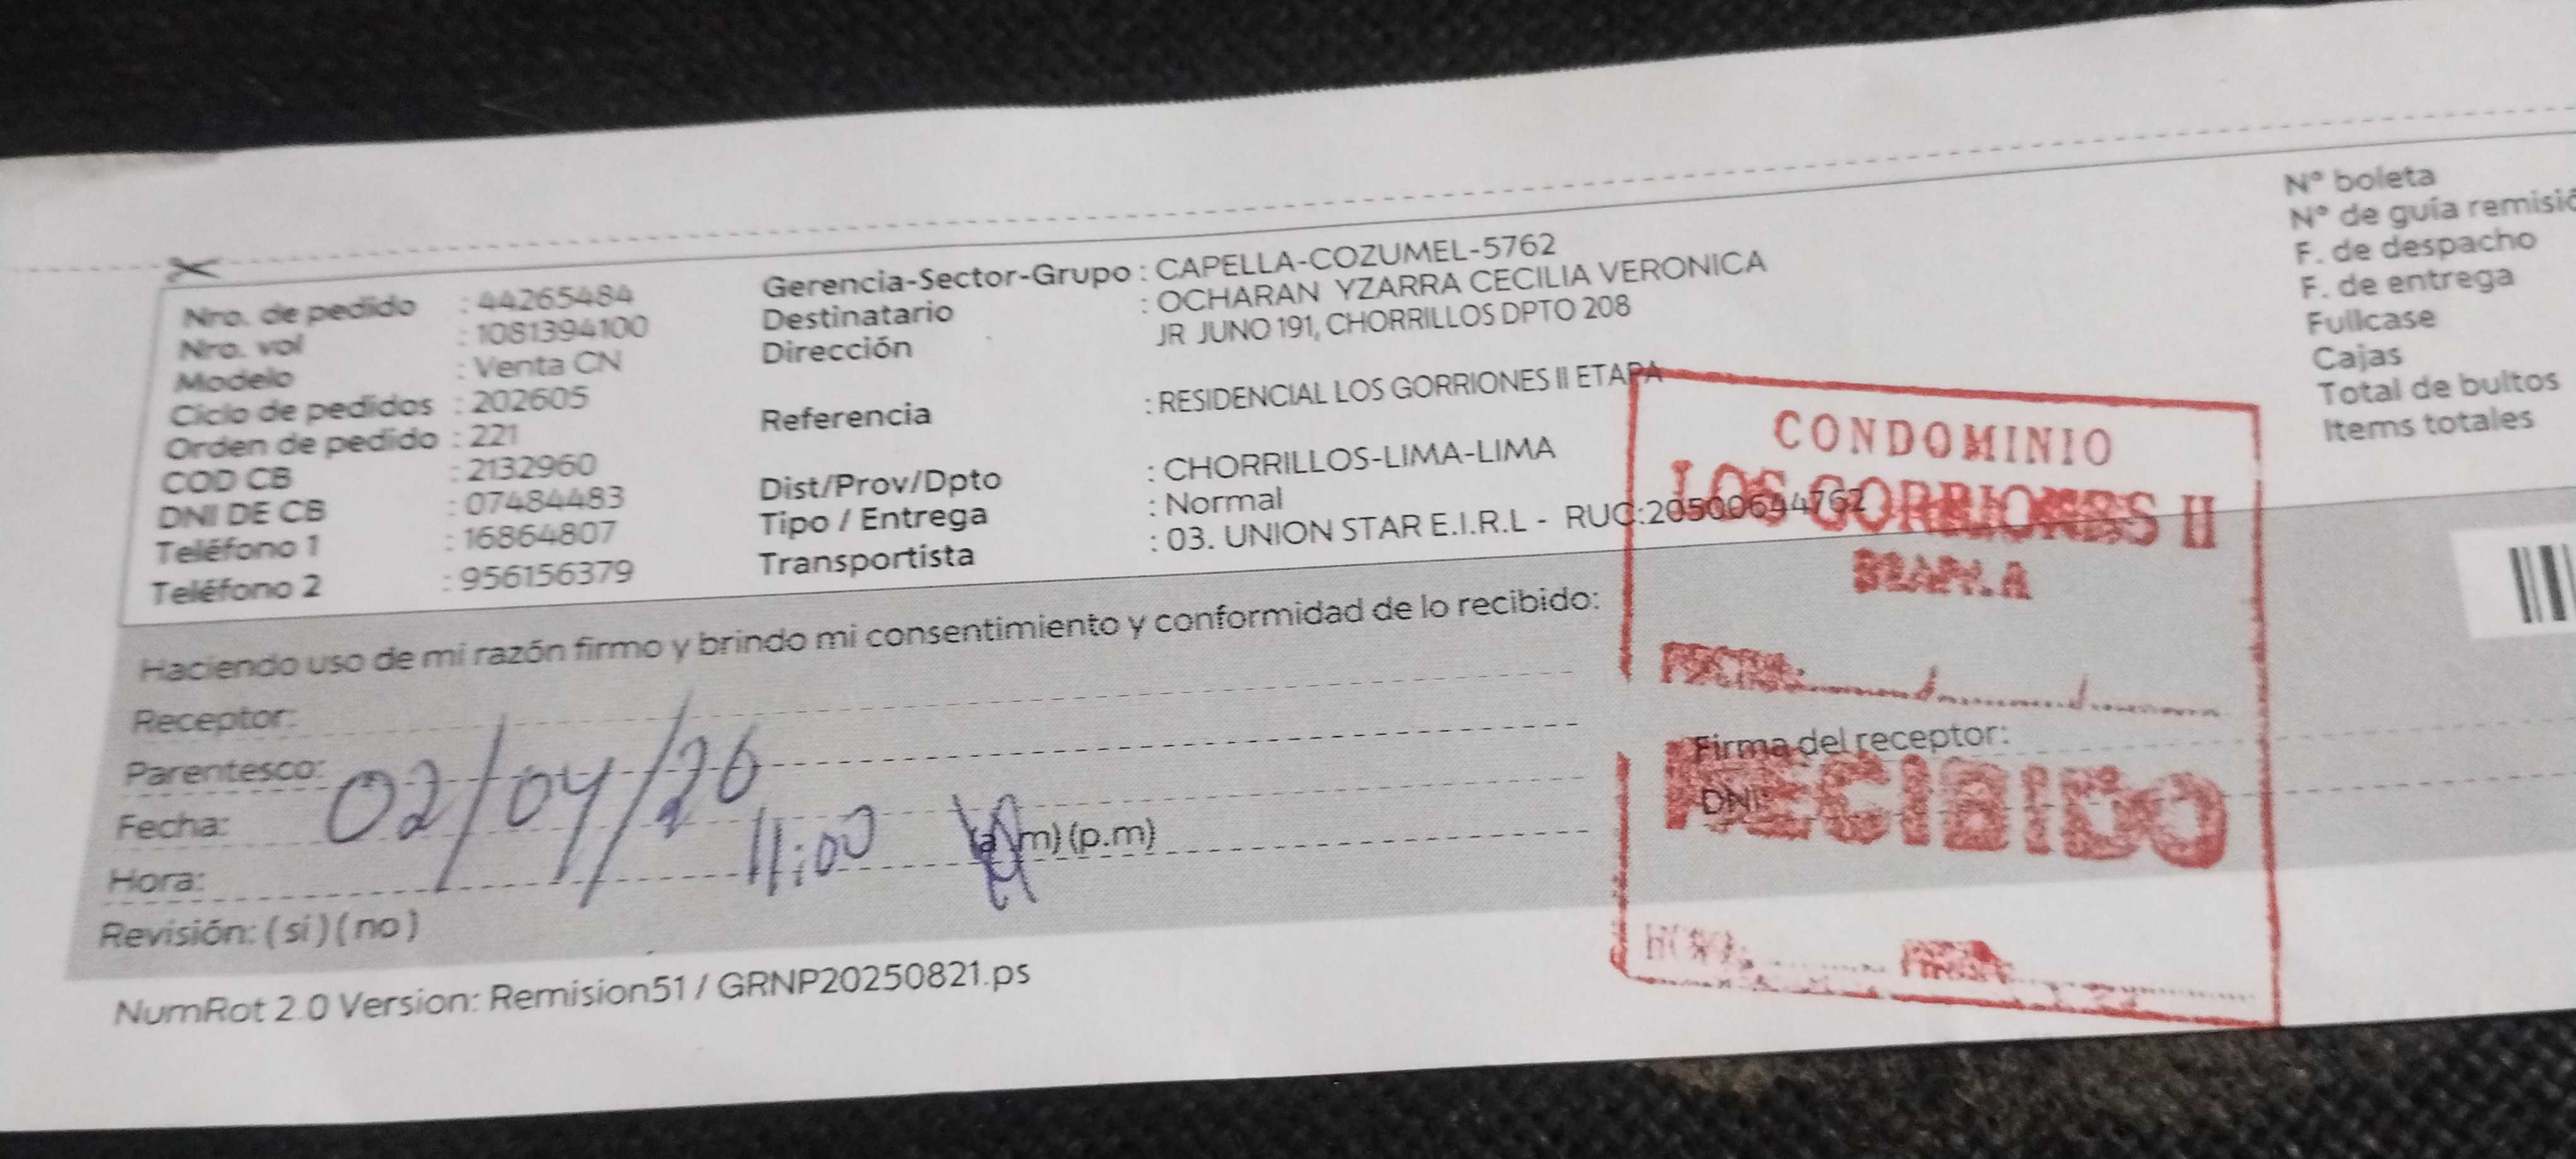 Nro. de pedido : 44265484
Nro. vol : 1081394100
Modelo : Venta CN
Ciclo de pedidos : 202605
Orden de pedido : 221
COD CB : 2132960
DNI DE CB : 07484483
Teléfono 1 : 16864807
Teléfono 2 : 956156379
Gerencia-Sector-Grupo : CAPELLA-COZUMEL-5762
Destinatario : OCHARAN YZARRA CECILIA VERONICA
Dirección JR JUNO 191, CHORRILLOS DPTO 208
Referencia : RESIDENCIAL LOS GORRIONES II ETAPA
Dist/Prov/Dpto : CHORRILLOS-LIMA-LIMA
Tipo / Entrega : Normal
Transportista : 03. UNION STAR E.I.R.L - RUC:20500644762
N° boleta
N° de guía remisió
F. de despacho
F. de entrega
Fullcase
Cajas
Total de bultos
Items totales
CONDOMINIO
LOS GORRIONES II
ETAPA
FECHA:
RECIBIDO
HORA:
Haciendo uso de mi razón firmo y brindo mi consentimiento y conformidad de lo recibido:
Receptor:
Parentesco:
Fecha: 02/04/26
Hora: 11:00 (a.m) (p.m)
Revisión: ( si ) ( no )
Firma del receptor:
DNI:
NumRot 2.0 Version: Remision51 / GRNP20250821.ps